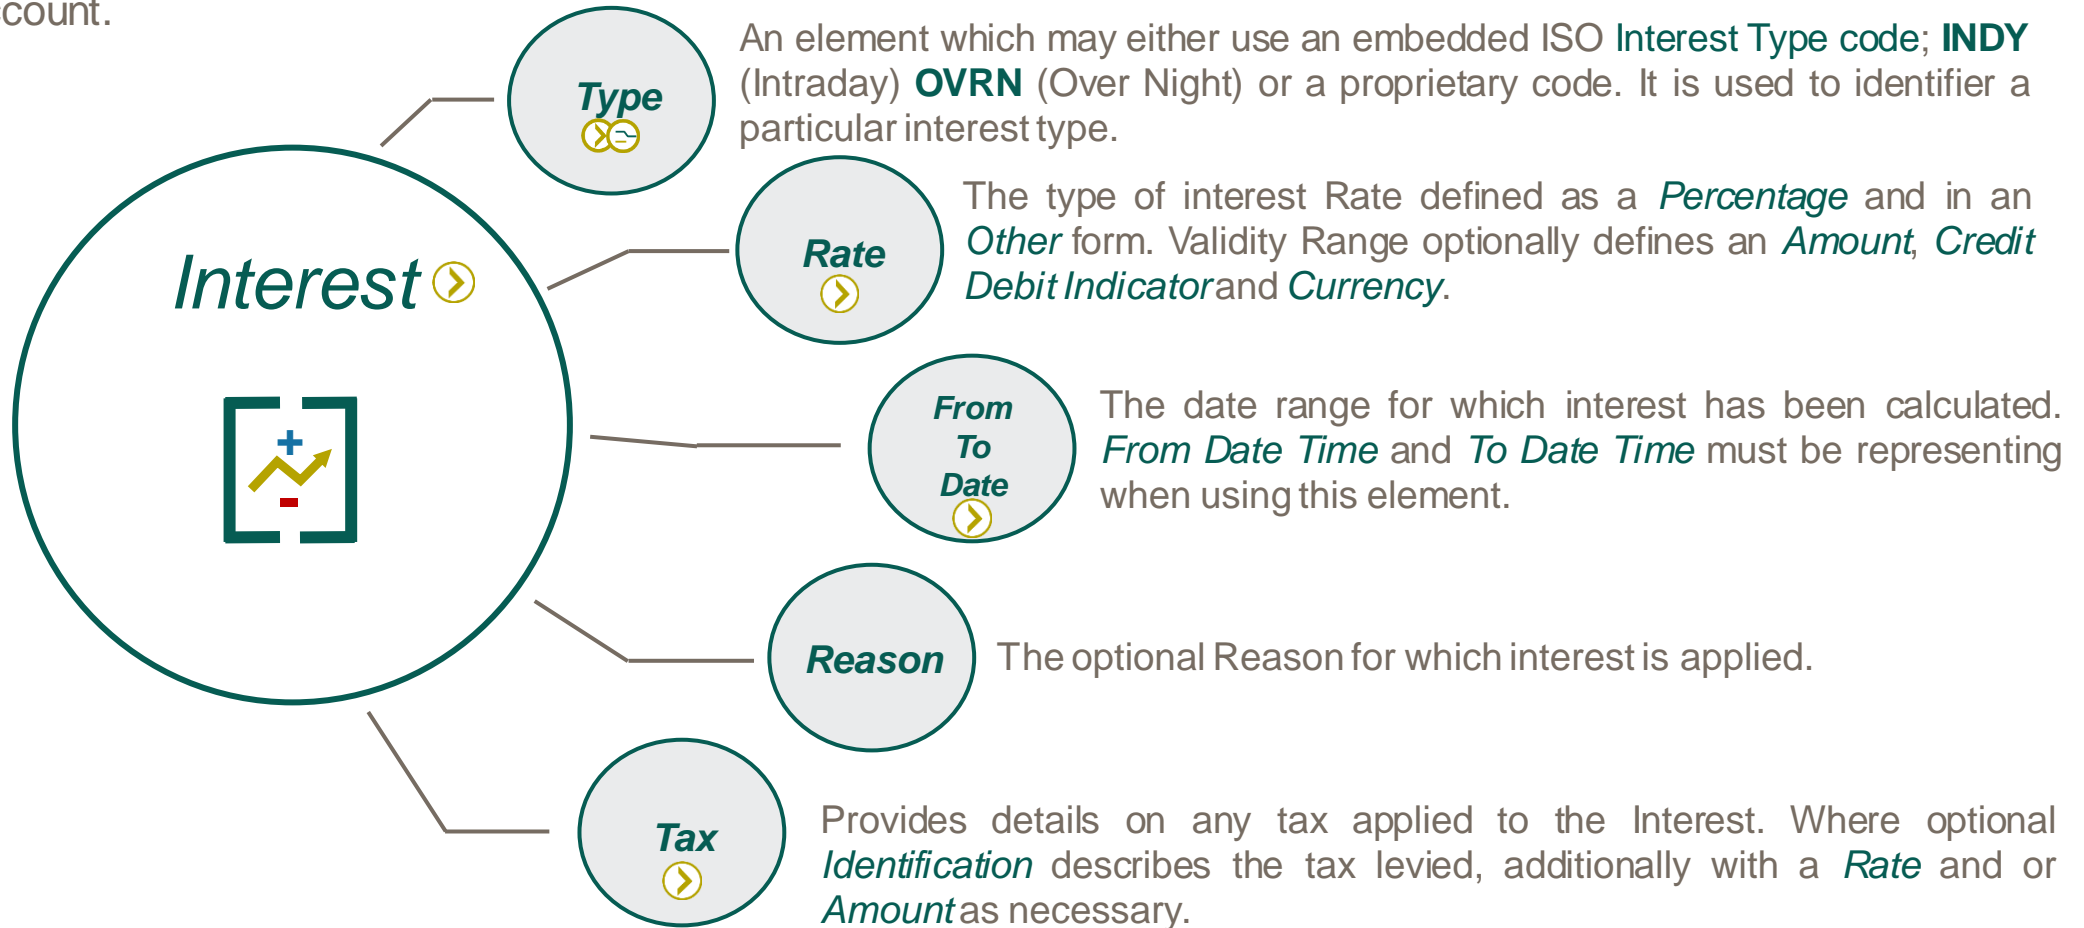 count.
Interest
Type
An element which may either use an embedded ISO Interest Type code; INDY
(Intraday) OVRN (Over Night) or a proprietary code. It is used to identifier a
particular interest type.
Rate
The type of interest Rate defined as a Percentage and in an
Other form. Validity Range optionally defines an Amount, Credit
Debit Indicator and Currency.
From
To
Date
The date range for which interest has been calculated.
From Date Time and To Date Time must be representing
when using this element.
Reason
The optional Reason for which interest is applied.
Tax
Provides details on any tax applied to the Interest. Where optional
Identification describes the tax levied, additionally with a Rate and or
Amount as necessary.